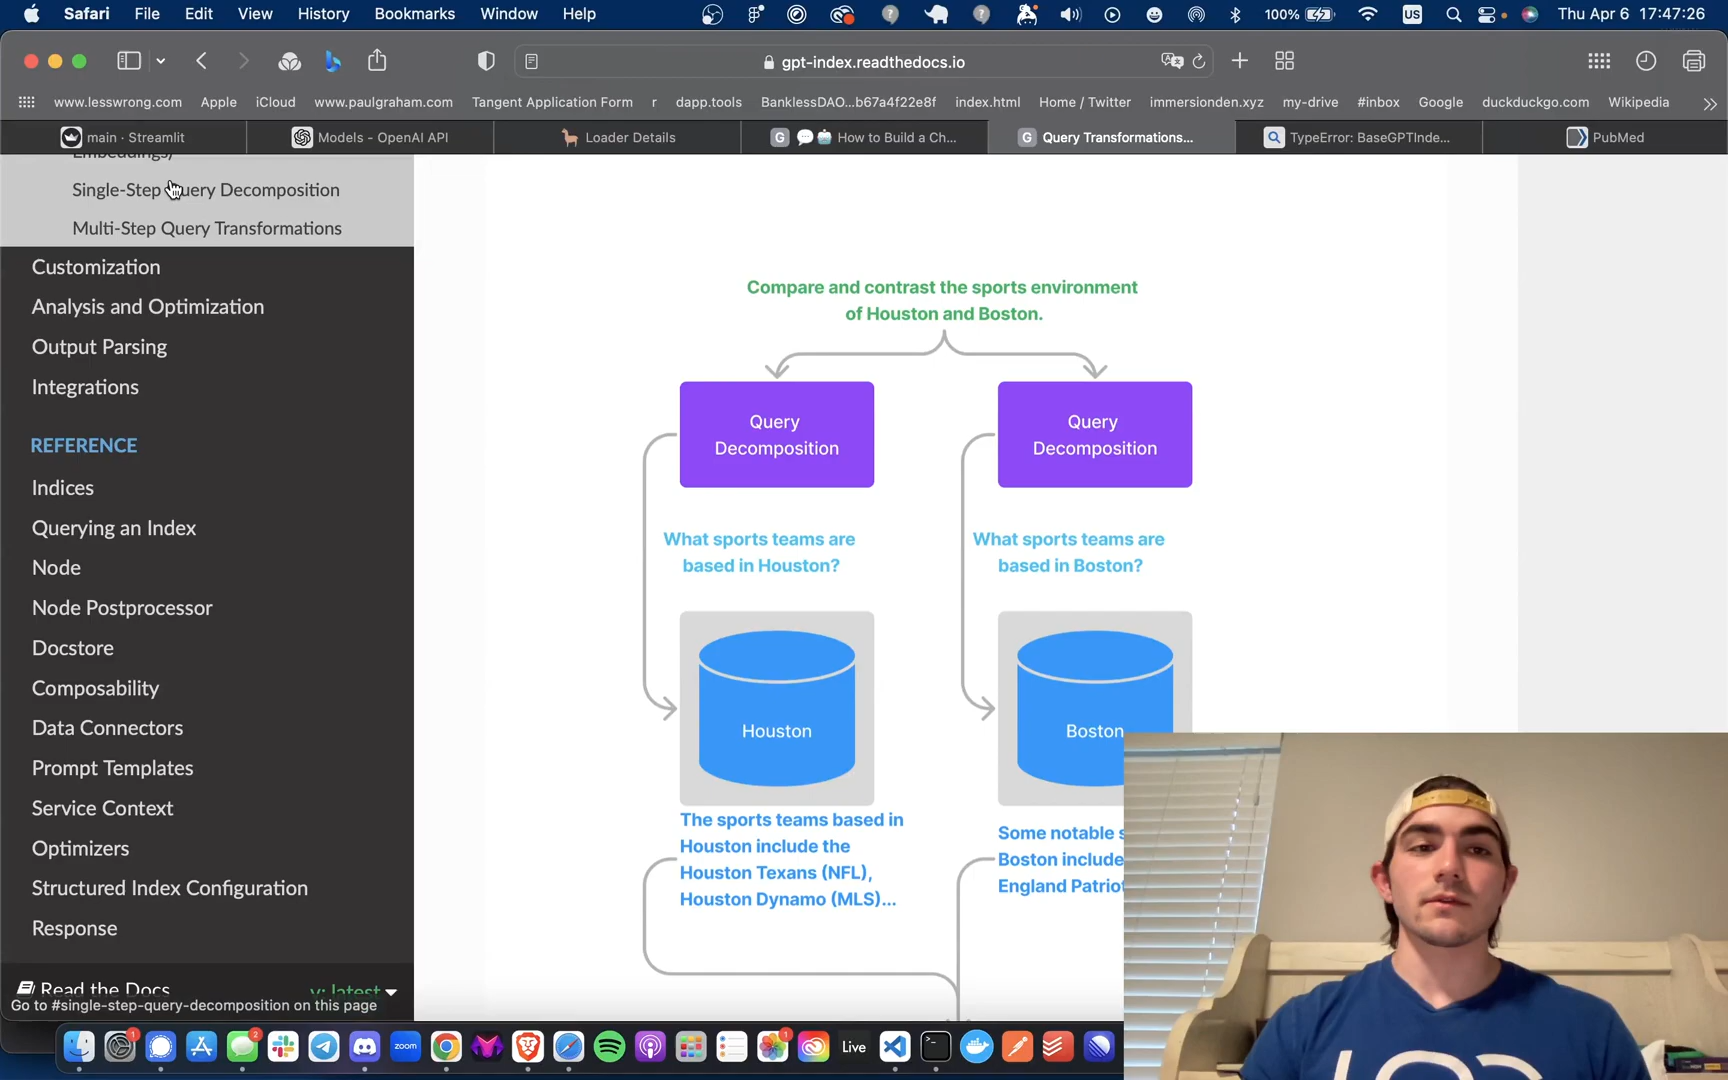 Safari File Edit View History Bookmarks Window Help 100% US Thu Apr 6 17:47:26
gpt-index.readthedocs.io
www.lesswrong.com Apple iCloud www.paulgraham.com Tangent Application Form r dapp.tools BanklessDAO...b67a4f22e8f index.html Home / Twitter immersionden.xyz my-drive #inbox Google duckduckgo.com Wikipedia
main · Streamlit Models - OpenAI API Loader Details G How to Build a Ch... G Query Transformations... TypeError: BaseGPTInde... PubMed
Embeddings)
Single-Step Query Decomposition
Multi-Step Query Transformations
Customization
Analysis and Optimization
Output Parsing
Integrations
REFERENCE
Indices
Querying an Index
Node
Node Postprocessor
Docstore
Composability
Data Connectors
Prompt Templates
Service Context
Optimizers
Structured Index Configuration
Response
Read the Docs v: latest
Go to #single-step-query-decomposition on this page
Compare and contrast the sports environment
of Houston and Boston.
Query
Decomposition
Query
Decomposition
What sports teams are
based in Houston?
What sports teams are
based in Boston?
Houston
Boston
The sports teams based in
Houston include the
Houston Texans (NFL),
Houston Dynamo (MLS)...
Some notable s
Boston include
England Patriot
1 2 zoom 1 Live